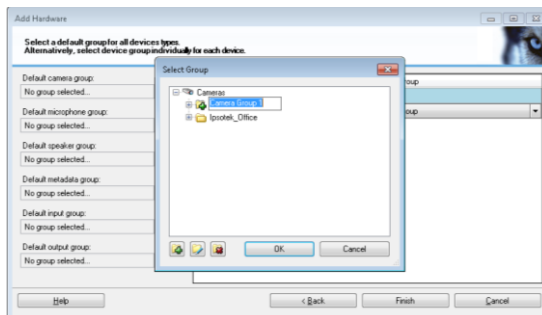 Add Hardware
Select a default group for all devices types.
Alternatively, select device group individually for each device.
Default camera group:
No group selected...
Default microphone group:
No group selected...
Default speaker group:
No group selected...
Default metadata group:
No group selected...
Default input group:
No group selected...
Default output group:
No group selected...
Select Group
Cameras
Camera Group 1
Ipsotek_Office
OK
Cancel
Help
< Back
Finish
Cancel